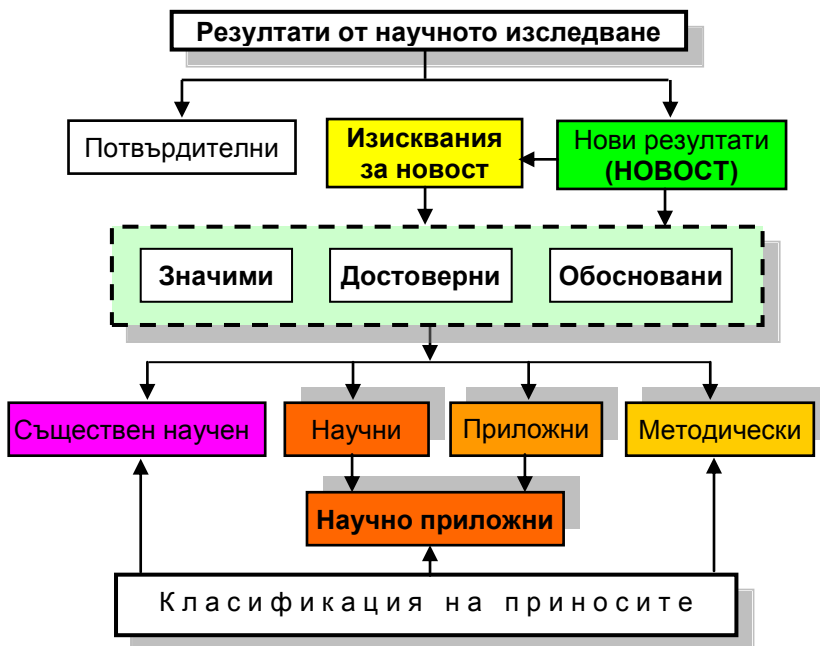 Резултати от научното изследване
Потвърдителни
Изисквания
за новост
Нови резултати
(НОВОСТ)
Значими
Достоверни
Обосновани
Съществен научен
Научни
Приложни
Методически
Научно приложни
Класификация на приносите